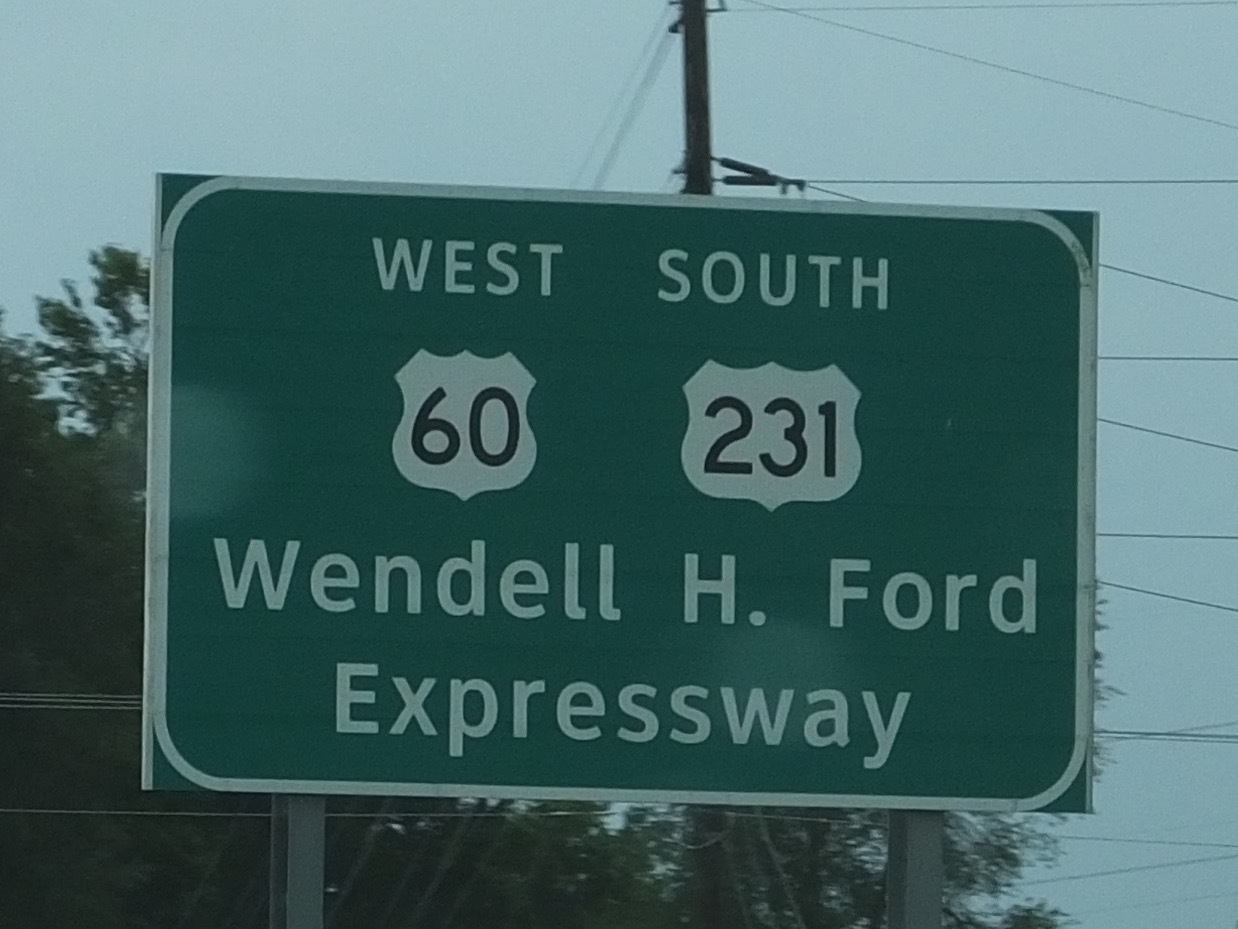 WEST SOUTH
60 231
Wendell H. Ford
Expressway